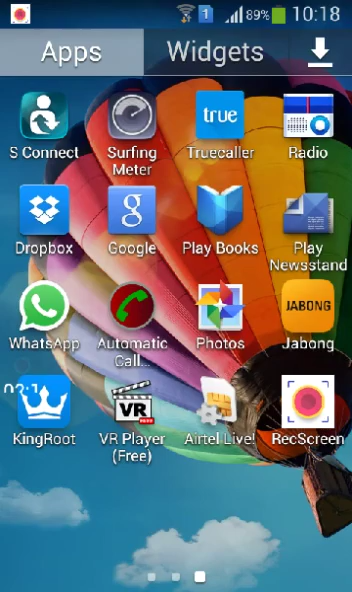 1 89% 10:18
Apps Widgets
true
S Connect Surfing Meter Truecaller Radio
g
Dropbox Google Play Books Play Newsstand
JABONG
WhatsApp Automatic Call... Photos Jabong
VR
KingRoot VR Player (Free) Airtel Live! RecScreen